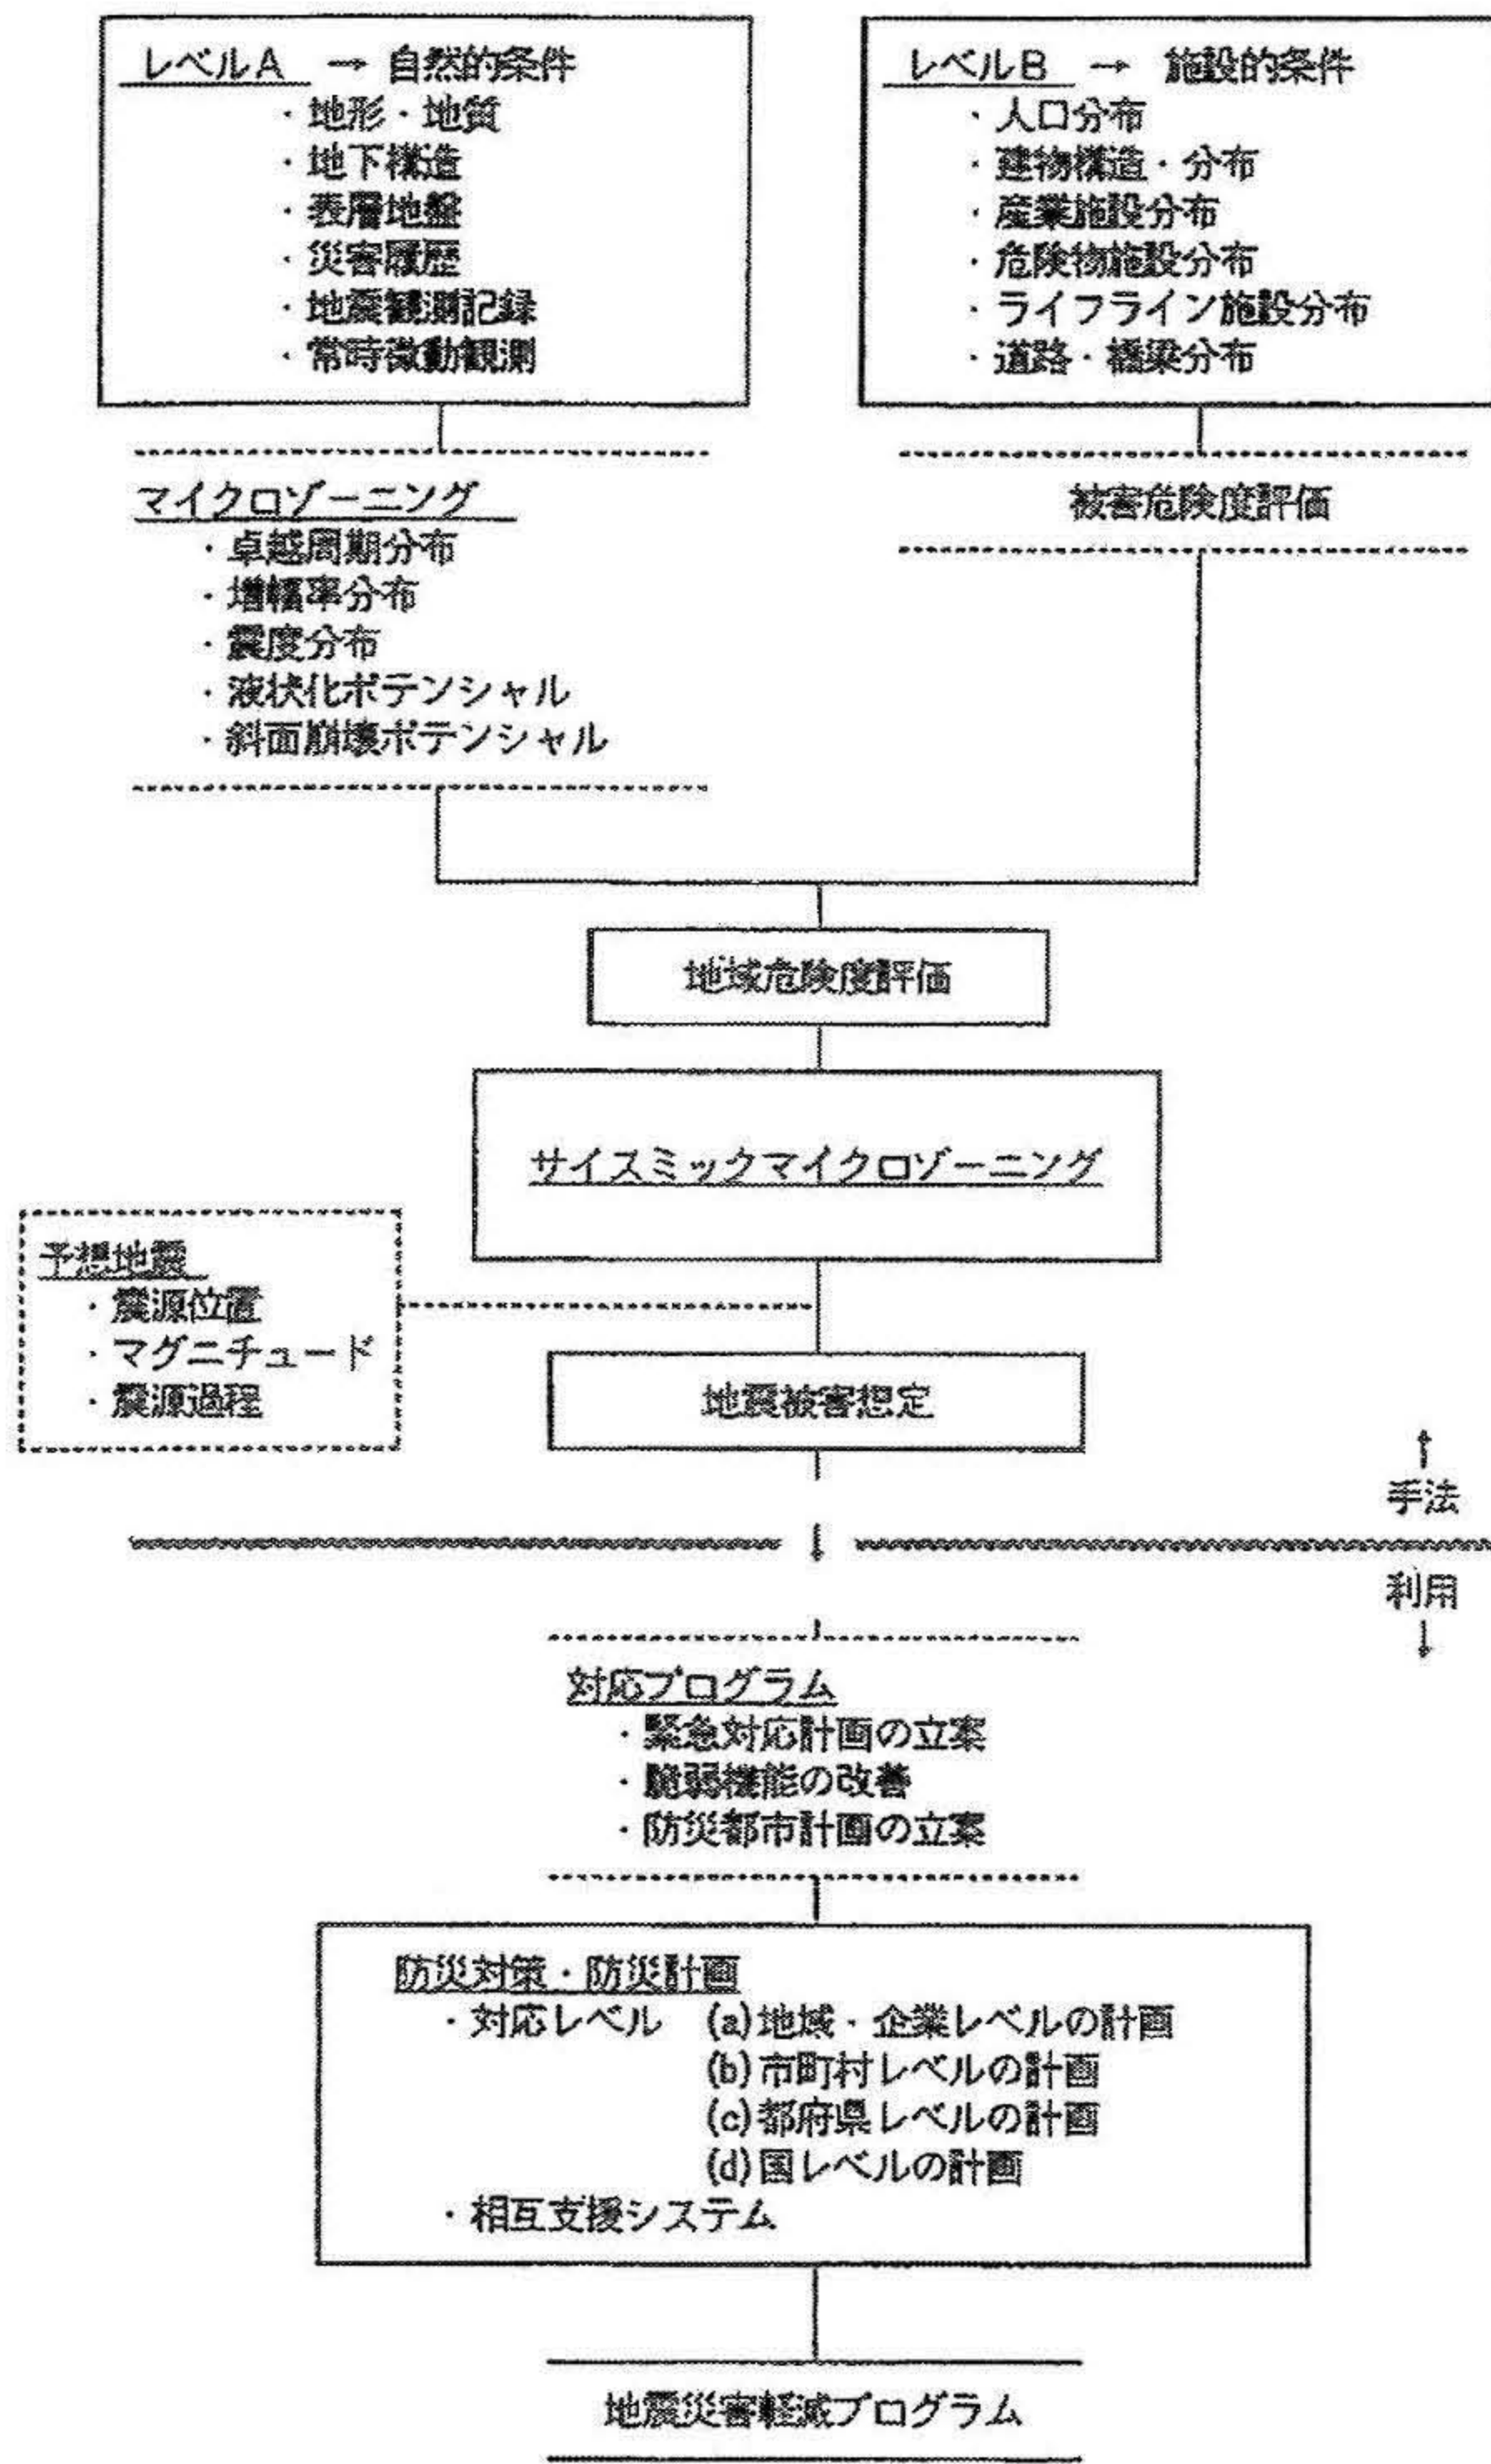 レベルA → 自然的条件
・地形・地質
・地下構造
・表層地盤
・災害履歴
・地震観測記録
・常時微動観測
レベルB → 施設的条件
・人口分布
・建物構造・分布
・産業施設分布
・危険物施設分布
・ライフライン施設分布
・道路・橋梁分布
マイクロゾーニング
・卓越周期分布
・増幅率分布
・震度分布
・液状化ポテンシャル
・斜面崩壊ポテンシャル
被害危険度評価
地域危険度評価
サイスミックマイクロゾーニング
予想地震
・震源位置
・マグニチュード
・震源過程
地震被害想定
↑
手法
利用
↓
対応プログラム
・緊急対応計画の立案
・脆弱機能の改善
・防災都市計画の立案
防災対策・防災計画
・対応レベル (a)地域・企業レベルの計画
(b)市町村レベルの計画
(c)都府県レベルの計画
(d)国レベルの計画
・相互支援システム
地震災害軽減プログラム